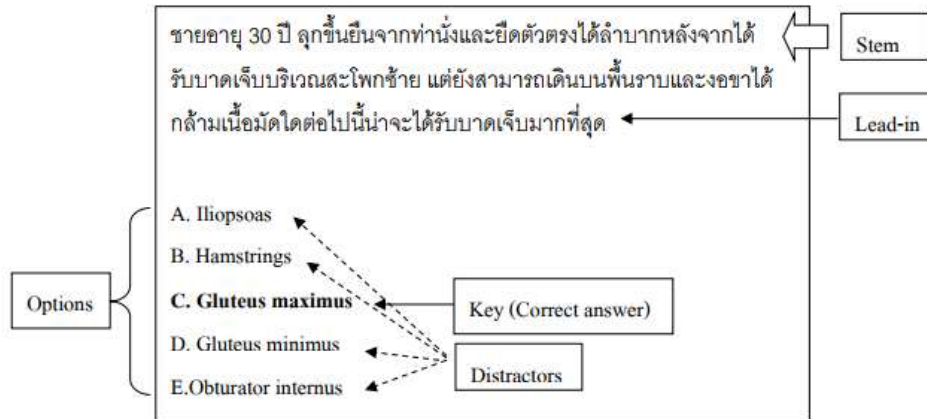 ชายอายุ 30 ปี ลุกขึ้นยืนจากท่านั่งและยืดตัวตรงได้ลำบากหลังจากได้
รับบาดเจ็บบริเวณสะโพกซ้าย แต่ยังสามารถเดินบนพื้นราบและงอขาได้
กล้ามเนื้อมัดใดต่อไปนี้น่าจะได้รับบาดเจ็บมากที่สุด
Stem
Lead-in
A. Iliopsoas
B. Hamstrings
C. Gluteus maximus
D. Gluteus minimus
E.Obturator internus
Options
Key (Correct answer)
Distractors